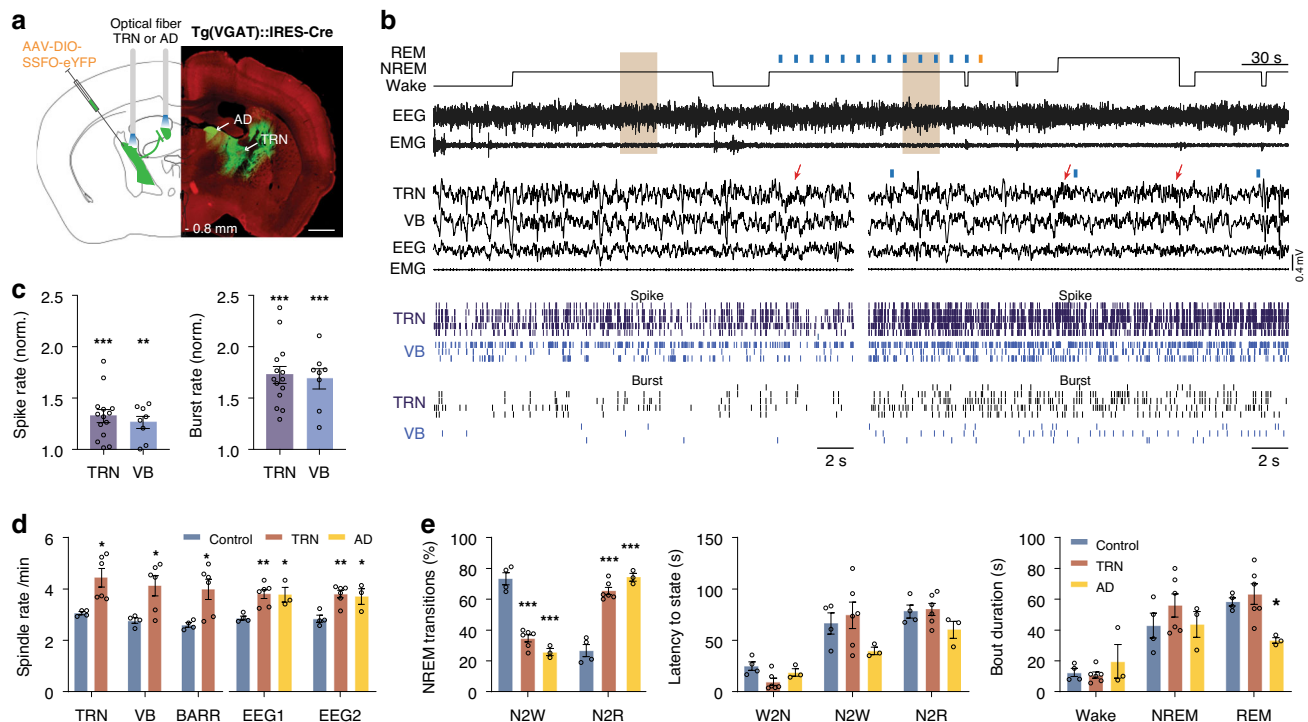 a
AAV-DIO-
SSFO-eYFP
Optical fiber
TRN or AD
Tg(VGAT)::IRES-Cre
AD
TRN
- 0.8 mm
b
REM
NREM
Wake
30 s
EEG
EMG
TRN
VB
EEG
EMG
0.4 mV
Spike
Spike
TRN
VB
Burst
Burst
TRN
VB
2 s
2 s
c
Spike rate (norm.)
2.5
2.0
1.5
1.0
***
**
TRN
VB
Burst rate (norm.)
2.5
2.0
1.5
1.0
***
***
TRN
VB
d
Control
TRN
AD
Spindle rate /min
6
4
2
0
*
*
*
**
*
**
*
TRN
VB
BARR
EEG1
EEG2
e
NREM transitions (%)
100
80
60
40
20
0
***
***
***
***
N2W
N2R
Latency to state (s)
150
100
50
0
W2N
N2W
N2R
Bout duration (s)
100
80
60
40
20
0
Control
TRN
AD
*
Wake
NREM
REM